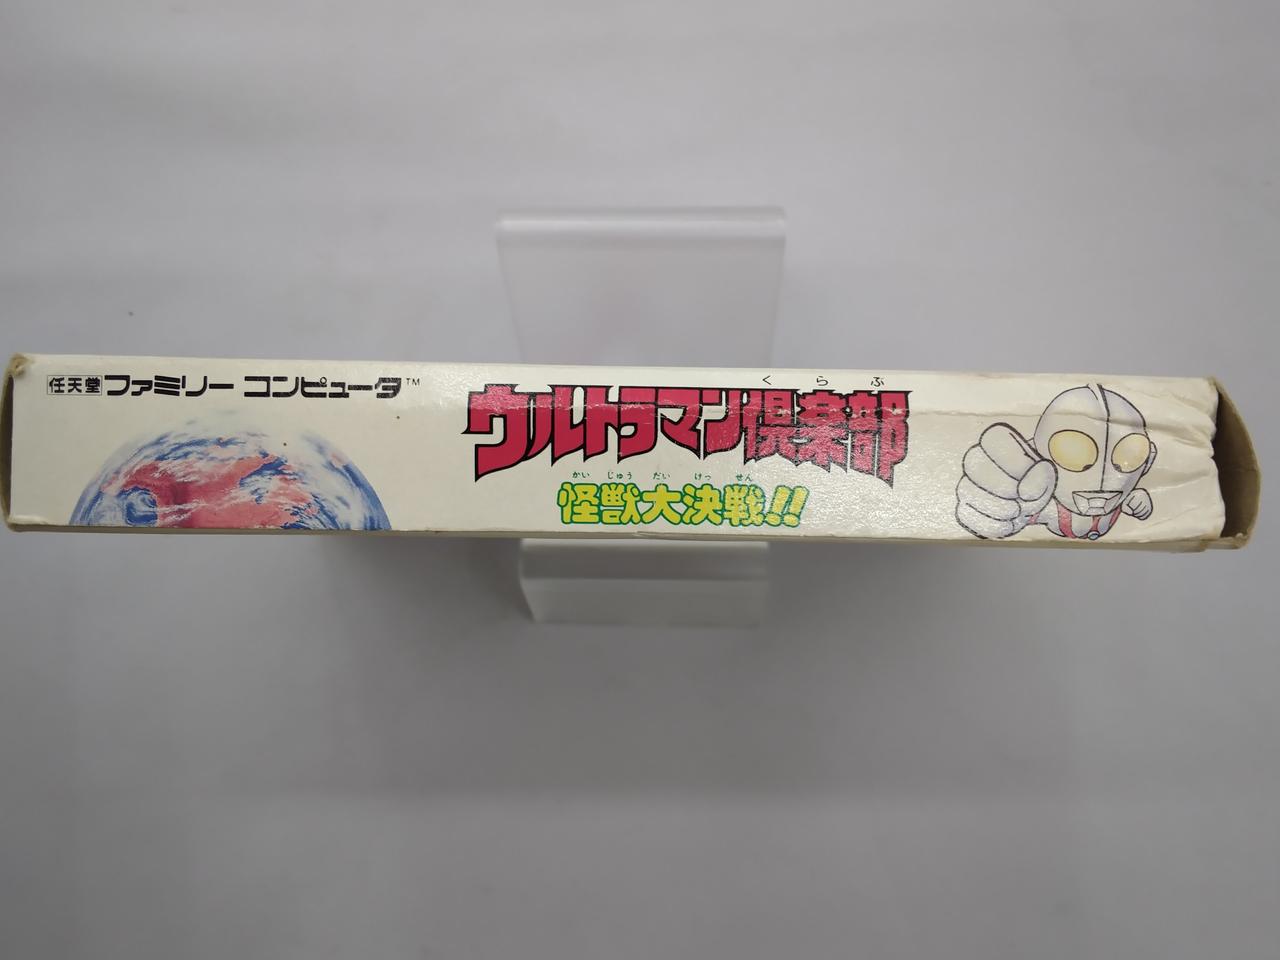 任天堂 ファミリー コンピュータ™
くらぶ
ウルトラマン倶楽部
かいじゅうだいけっせん
怪獣大決戦!!